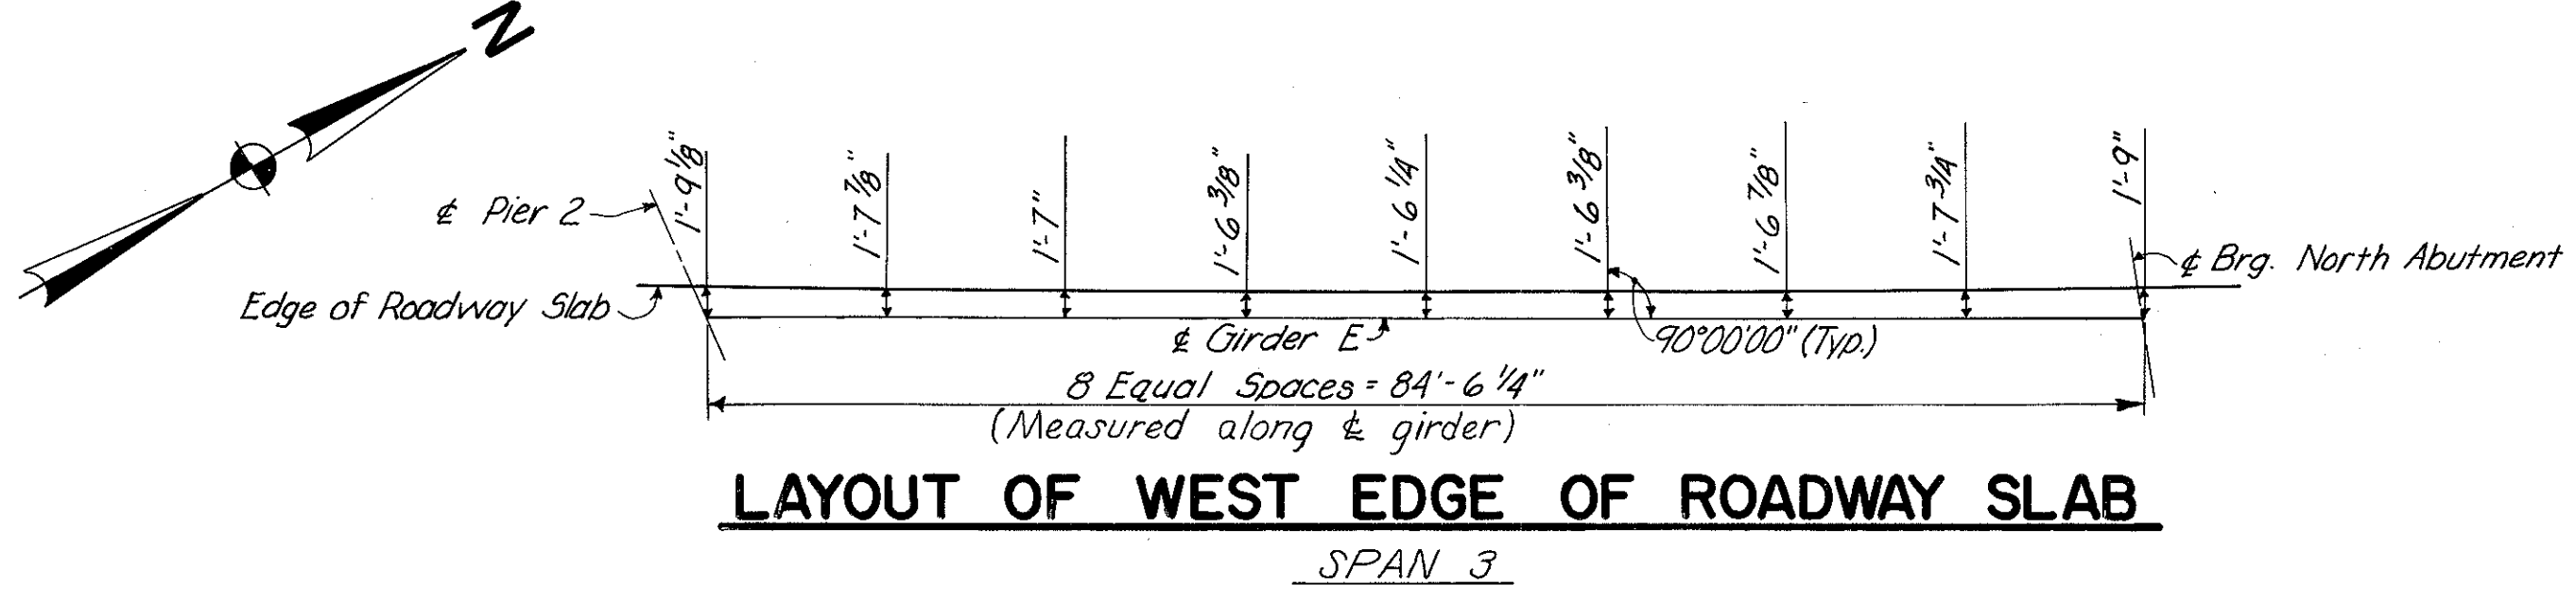 N
1'-9 1/8"
1'-7 7/8"
1'-7"
1'-6 3/8"
1'-6 1/4"
1'-6 3/8"
1'-6 7/8"
1'-7 3/4"
1'-9"
℄ Pier 2
℄ Brg. North Abutment
Edge of Roadway Slab
℄ Girder E
90°00'00" (Typ.)
8 Equal Spaces = 84'-6 1/4"
(Measured along ℄ girder)
LAYOUT OF WEST EDGE OF ROADWAY SLAB
SPAN 3